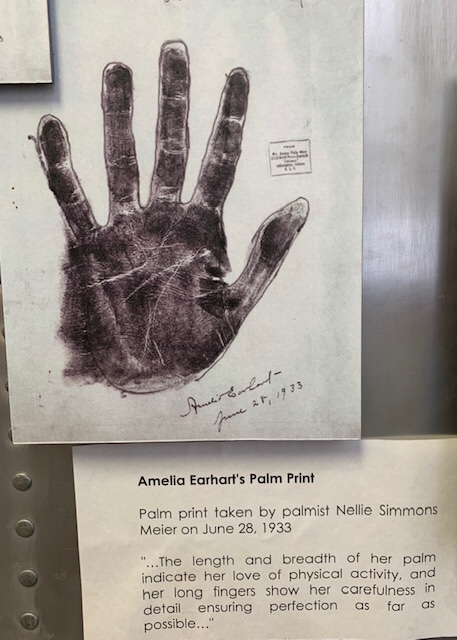 Amelia Earhart
June 28, 1933
Amelia Earhart's Palm Print
Palm print taken by palmist Nellie Simmons
Meier on June 28, 1933
"...The length and breadth of her palm
indicate her love of physical activity, and
her long fingers show her carefulness in
detail ensuring perfection as far as
possible..."